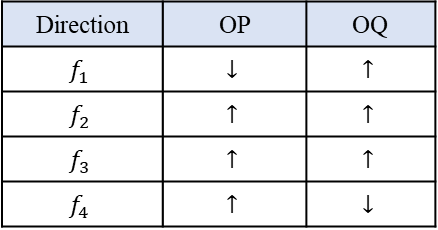 Direction OP OQ
f₁ ↓ ↑
f₂ ↑ ↑
f₃ ↑ ↑
f₄ ↑ ↓